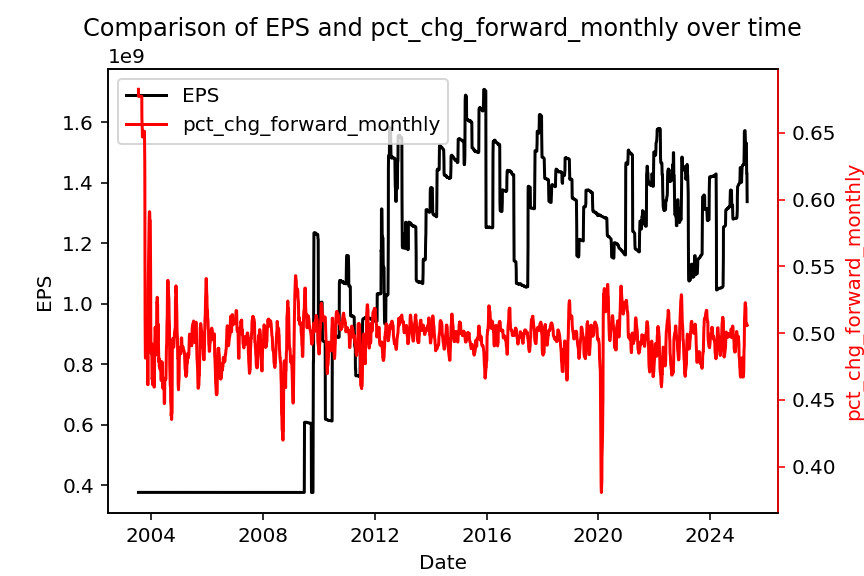 Comparison of EPS and pct_chg_forward_monthly over time
1e9
EPS
pct_chg_forward_monthly
1.6
1.4
1.2
1.0
0.8
0.6
0.4
EPS
0.65
0.60
0.55
0.50
0.45
0.40
pct_chg_forward_monthly
2004 2008 2012 2016 2020 2024
Date